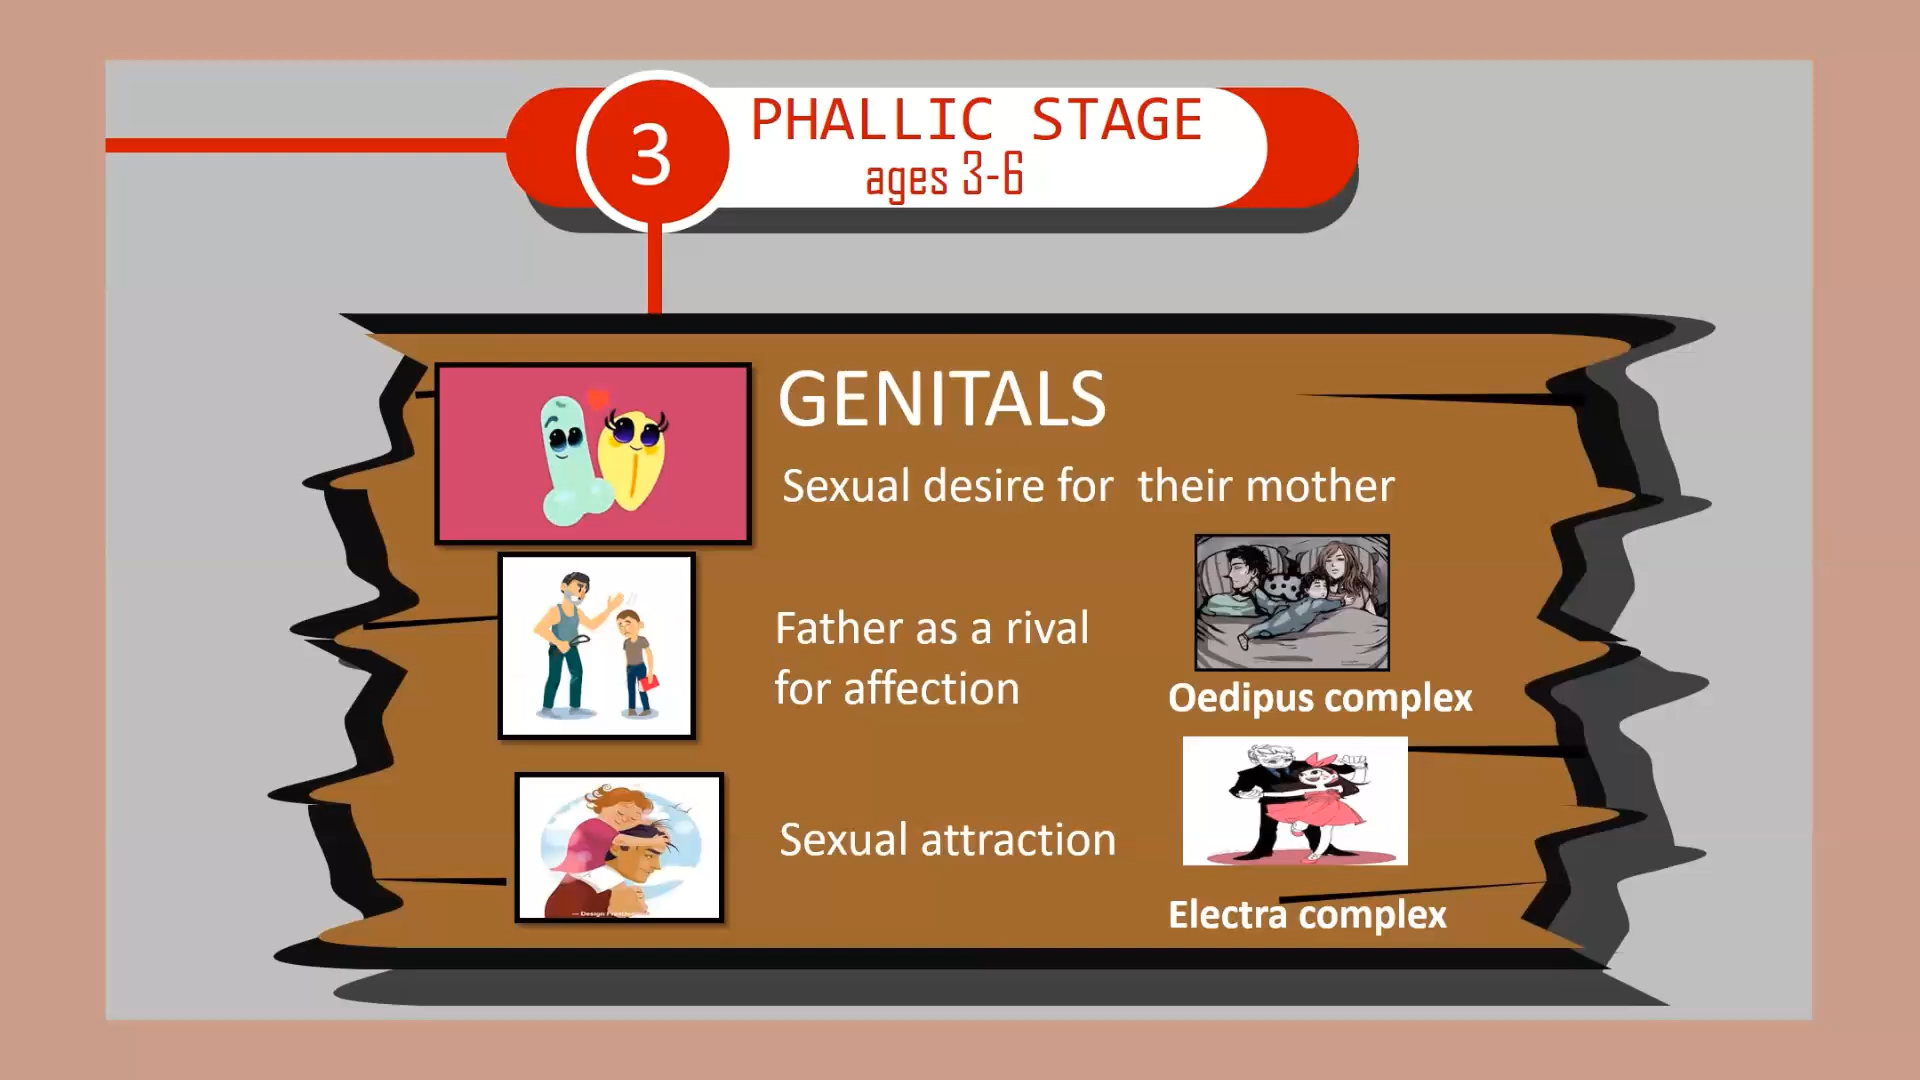 3
PHALLIC STAGE
ages 3-6
GENITALS
Sexual desire for their mother
Father as a rival
for affection
Oedipus complex
Sexual attraction
Electra complex